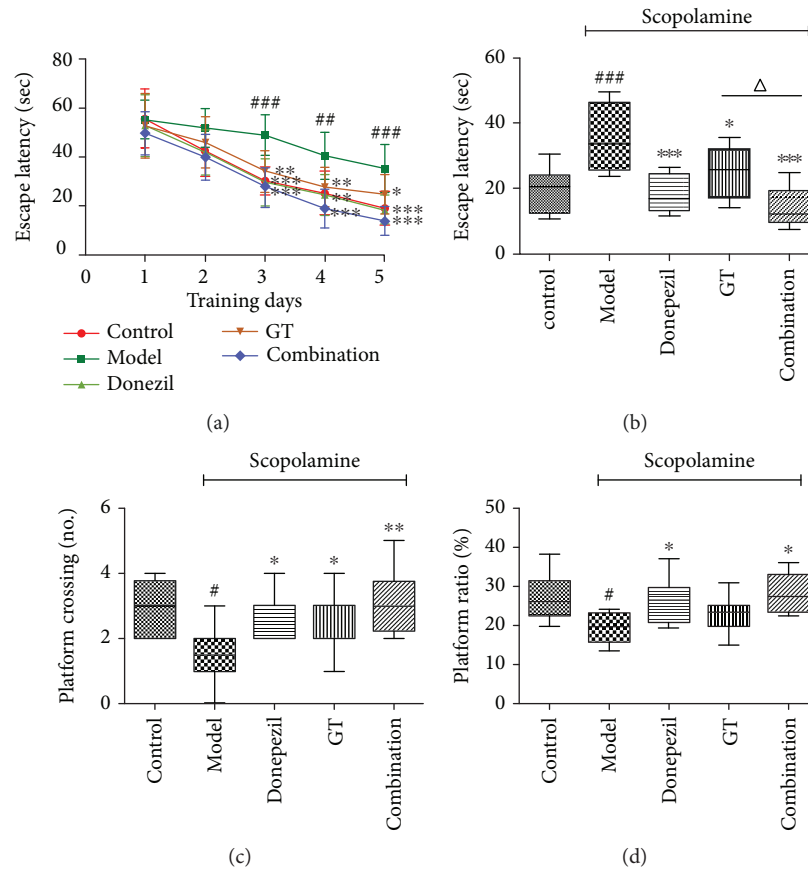 Escape latency (sec)
80
60
40
20
0
### ## ###
** ** *
*** ** ***
*** *** ***
0 1 2 3 4 5
Training days
Control
Model
Donezil
GT
Combination
(a)
Scopolamine
Escape latency (sec)
60
40
20
0
###
***
*
Δ
***
control
Model
Donepezil
GT
Combination
(b)
Scopolamine
Platform crossing (no.)
6
4
2
0
#
*
*
**
Control
Model
Donepezil
GT
Combination
(c)
Scopolamine
Platform ratio (%)
50
40
30
20
10
0
#
*
*
Control
Model
Donepezil
GT
Combination
(d)